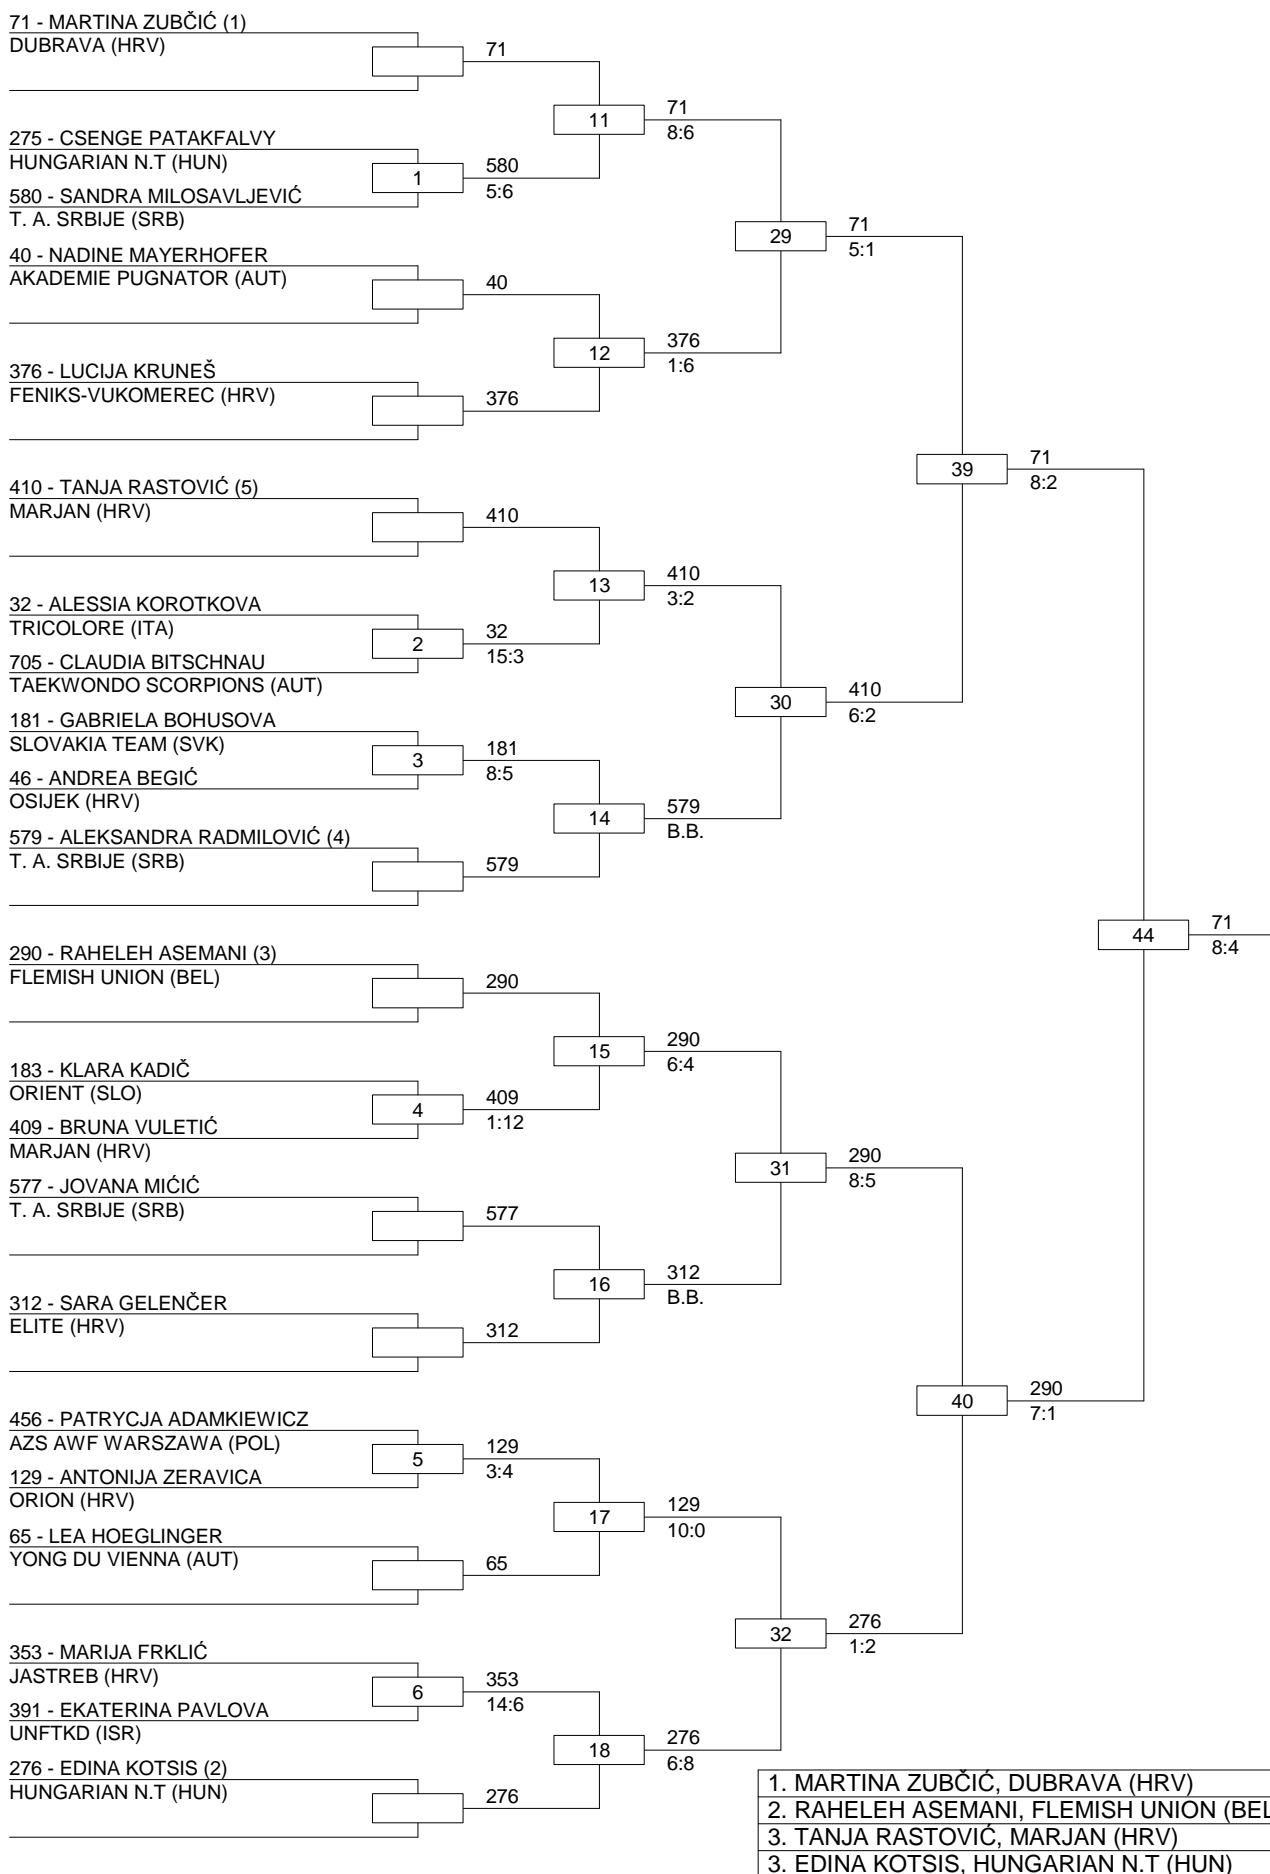 71 - MARTINA ZUBČIĆ (1)
DUBRAVA (HRV)
71
11
71
8:6
275 - CSENGE PATAKFALVY
HUNGARIAN N.T (HUN)
1
580
5:6
580 - SANDRA MILOSAVLJEVIĆ
T. A. SRBIJE (SRB)
29
71
5:1
40 - NADINE MAYERHOFER
AKADEMIE PUGNATOR (AUT)
40
12
376
1:6
376 - LUCIJA KRUNEŠ
FENIKS-VUKOMEREC (HRV)
376
39
71
8:2
410 - TANJA RASTOVIĆ (5)
MARJAN (HRV)
410
13
410
3:2
32 - ALESSIA KOROTKOVA
TRICOLORE (ITA)
2
32
15:3
705 - CLAUDIA BITSCHNAU
TAEKWONDO SCORPIONS (AUT)
30
410
6:2
181 - GABRIELA BOHUSOVA
SLOVAKIA TEAM (SVK)
3
181
8:5
46 - ANDREA BEGIĆ
OSIJEK (HRV)
14
579
B.B.
579 - ALEKSANDRA RADMILOVIĆ (4)
T. A. SRBIJE (SRB)
579
44
71
8:4
290 - RAHELEH ASEMANI (3)
FLEMISH UNION (BEL)
290
15
290
6:4
183 - KLARA KADIČ
ORIENT (SLO)
4
409
1:12
409 - BRUNA VULETIĆ
MARJAN (HRV)
31
290
8:5
577 - JOVANA MIĆIĆ
T. A. SRBIJE (SRB)
577
16
312
B.B.
312 - SARA GELENČER
ELITE (HRV)
312
40
290
7:1
456 - PATRYCJA ADAMKIEWICZ
AZS AWF WARSZAWA (POL)
5
129
3:4
129 - ANTONIJA ZERAVICA
ORION (HRV)
17
129
10:0
65 - LEA HOEGLINGER
YONG DU VIENNA (AUT)
65
32
276
1:2
353 - MARIJA FRKLIĆ
JASTREB (HRV)
6
353
14:6
391 - EKATERINA PAVLOVA
UNFTKD (ISR)
18
276
6:8
276 - EDINA KOTSIS (2)
HUNGARIAN N.T (HUN)
276
1. MARTINA ZUBČIĆ, DUBRAVA (HRV)
2. RAHELEH ASEMANI, FLEMISH UNION (BEL
3. TANJA RASTOVIĆ, MARJAN (HRV)
3. EDINA KOTSIS, HUNGARIAN N.T (HUN)